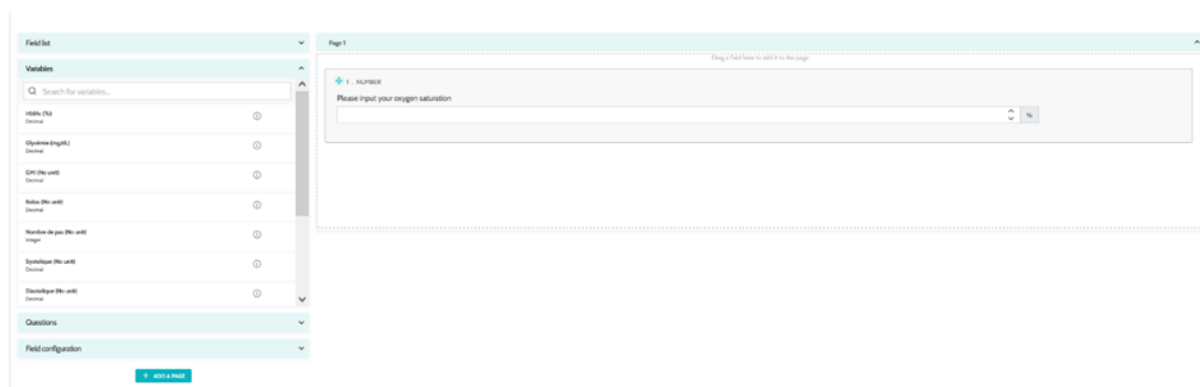 Field list
Variables
Search for variables...
HbA1c (%)
Decimal
Glycémie (mg/dL)
Decimal
GMI (No unit)
Decimal
Bolus (No unit)
Decimal
Nombre de pas (No unit)
Integer
Systolique (No unit)
Decimal
Diastolique (No unit)
Decimal
Questions
Field configuration
+ ADD A PAGE
Page 1
Drag a field here to add it to the page.
1 . NUMBER
Please input your oxygen saturation
%